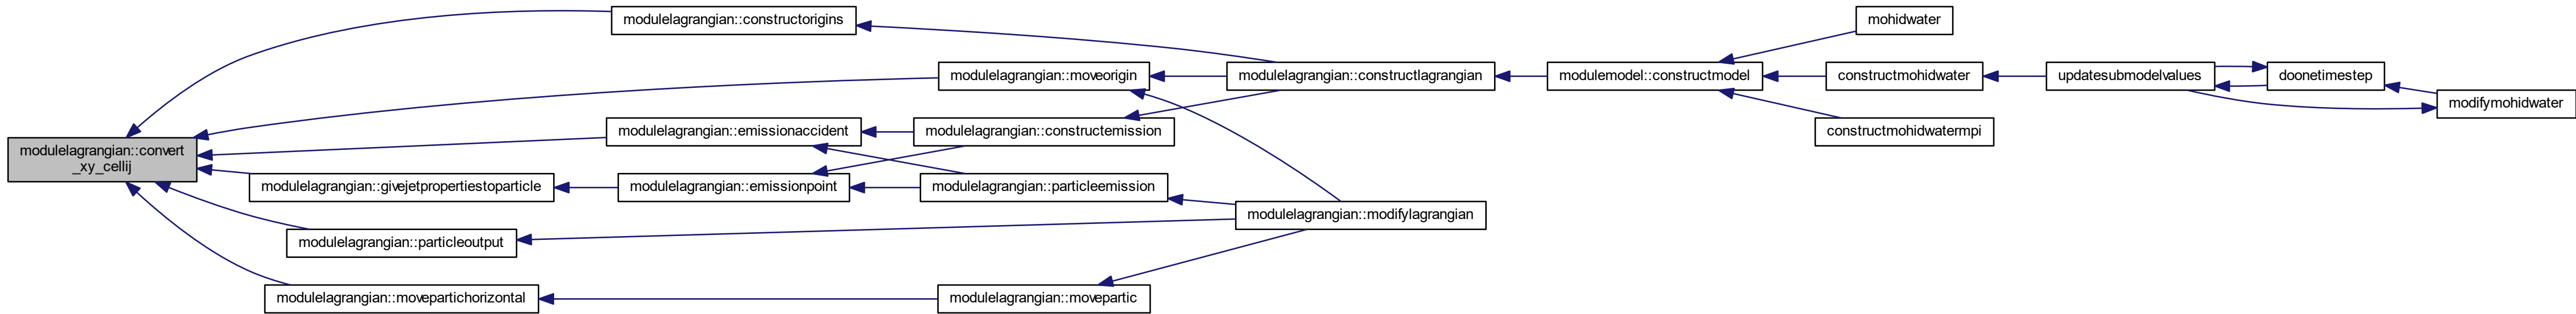 modulelagrangian::convert
_xy_cellij
modulelagrangian::constructorigins
modulelagrangian::moveorigin
modulelagrangian::emissionaccident
modulelagrangian::givejetpropertiestoparticle
modulelagrangian::particleoutput
modulelagrangian::movepartichorizontal
modulelagrangian::emissionpoint
modulelagrangian::constructemission
modulelagrangian::particleemission
modulelagrangian::movepartic
modulelagrangian::constructlagrangian
modulelagrangian::modifylagrangian
modulemodel::constructmodel
mohidwater
constructmohidwater
constructmohidwatermpi
updatesubmodelvalues
doonetimestep
modifymohidwater